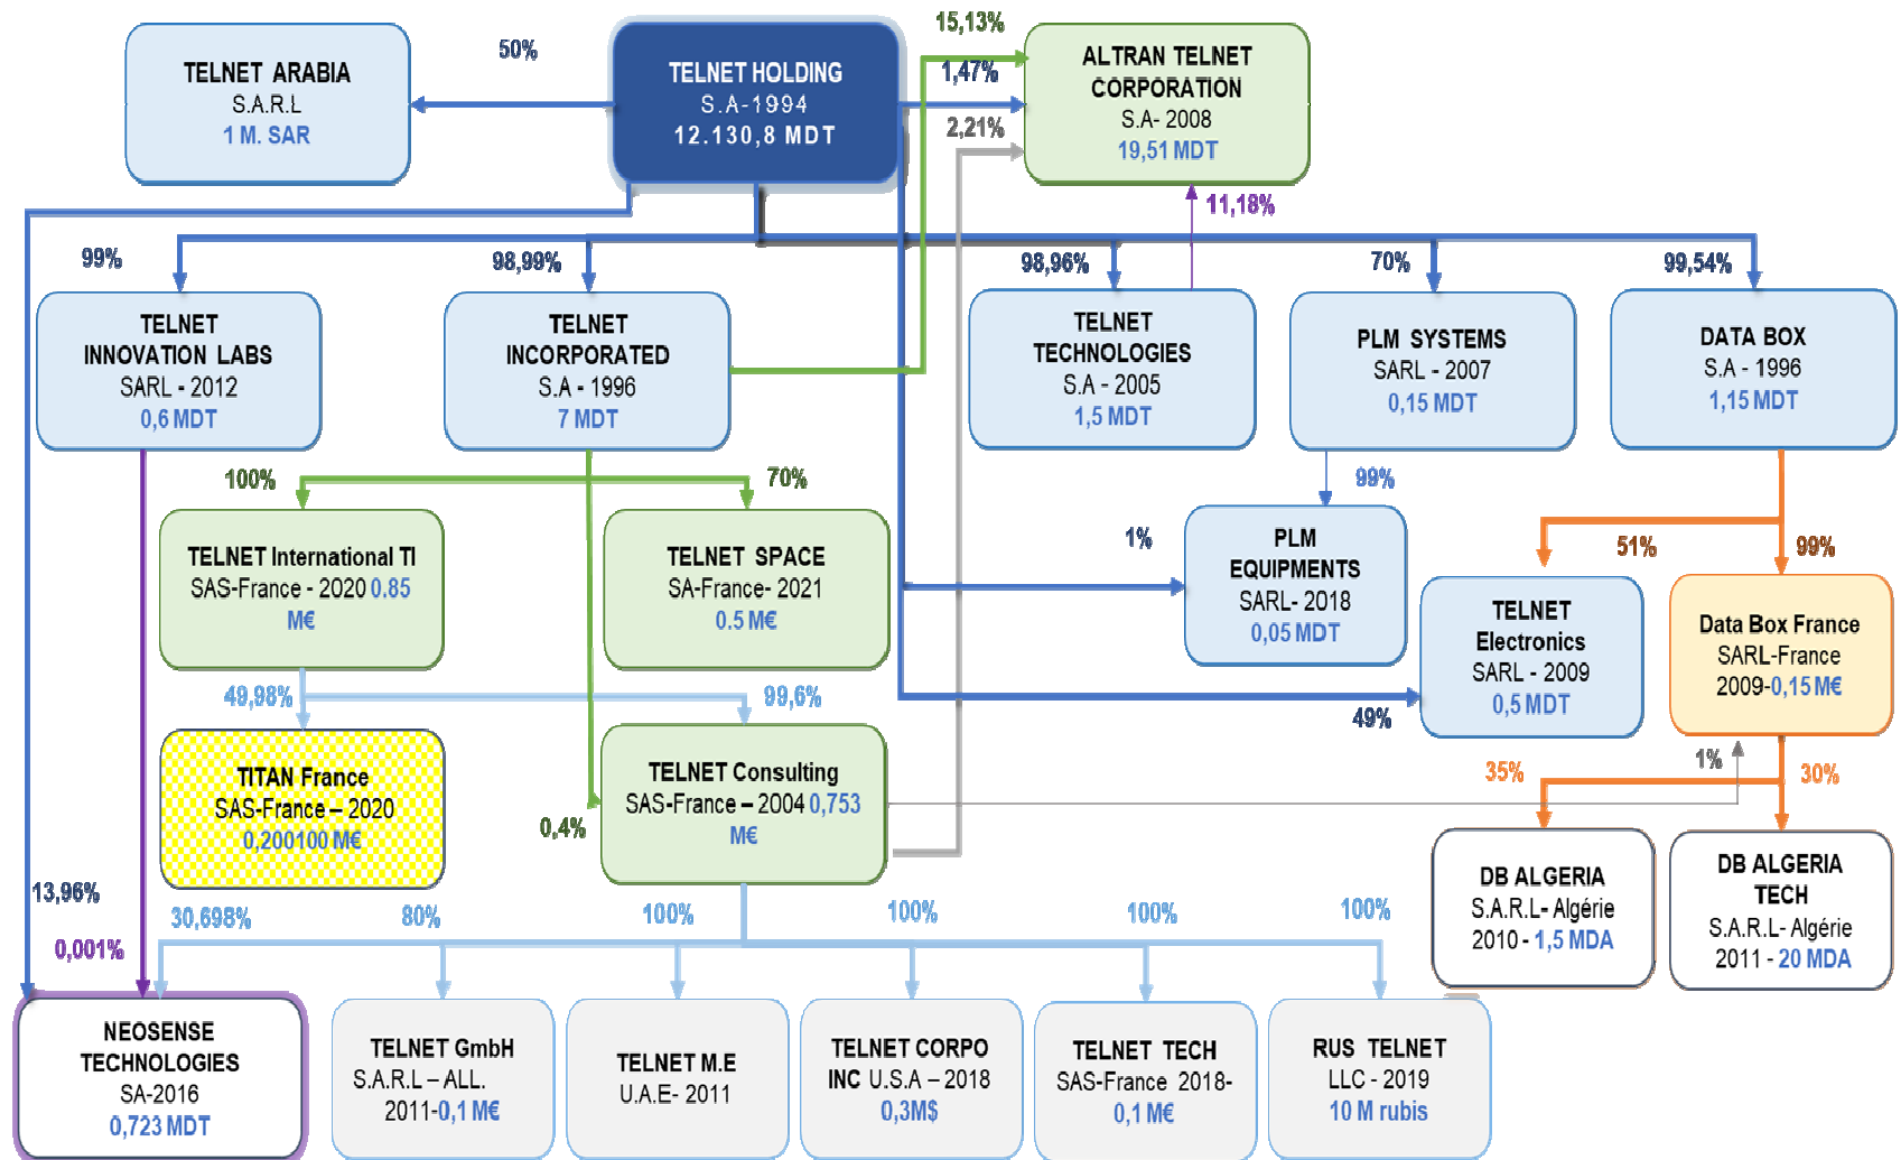 TELNET ARABIA
S.A.R.L
1 M. SAR
50%
TELNET HOLDING
S.A-1994
12.130,8 MDT
15,13%
1,47%
2,21%
ALTRAN TELNET
CORPORATION
S.A- 2008
19,51 MDT
11,18%
99%
98,99%
98,96%
70%
99,54%
TELNET
INNOVATION LABS
SARL - 2012
0,6 MDT
TELNET
INCORPORATED
S.A - 1996
7 MDT
TELNET
TECHNOLOGIES
S.A - 2005
1,5 MDT
PLM SYSTEMS
SARL - 2007
0,15 MDT
DATA BOX
S.A - 1996
1,15 MDT
100%
70%
99%
1%
51%
99%
TELNET International TI
SAS-France - 2020 0.85
M€
TELNET SPACE
SA-France- 2021
0.5 M€
PLM
EQUIPMENTS
SARL- 2018
0,05 MDT
TELNET
Electronics
SARL - 2009
0,5 MDT
Data Box France
SARL-France
2009-0,15 M€
49,98%
99,6%
49%
TITAN France
SAS-France – 2020
0,200100 M€
0,4%
TELNET Consulting
SAS-France – 2004 0,753
M€
35%
1%
30%
DB ALGERIA
S.A.R.L- Algérie
2010 - 1,5 MDA
DB ALGERIA
TECH
S.A.R.L- Algérie
2011 - 20 MDA
13,96%
0,001%
30,698%
80%
100%
100%
100%
100%
NEOSENSE
TECHNOLOGIES
SA-2016
0,723 MDT
TELNET GmbH
S.A.R.L – ALL.
2011-0,1 M€
TELNET M.E
U.A.E- 2011
TELNET CORPO
INC U.S.A – 2018
0,3M$
TELNET TECH
SAS-France 2018-
0,1 M€
RUS TELNET
LLC - 2019
10 M rubis